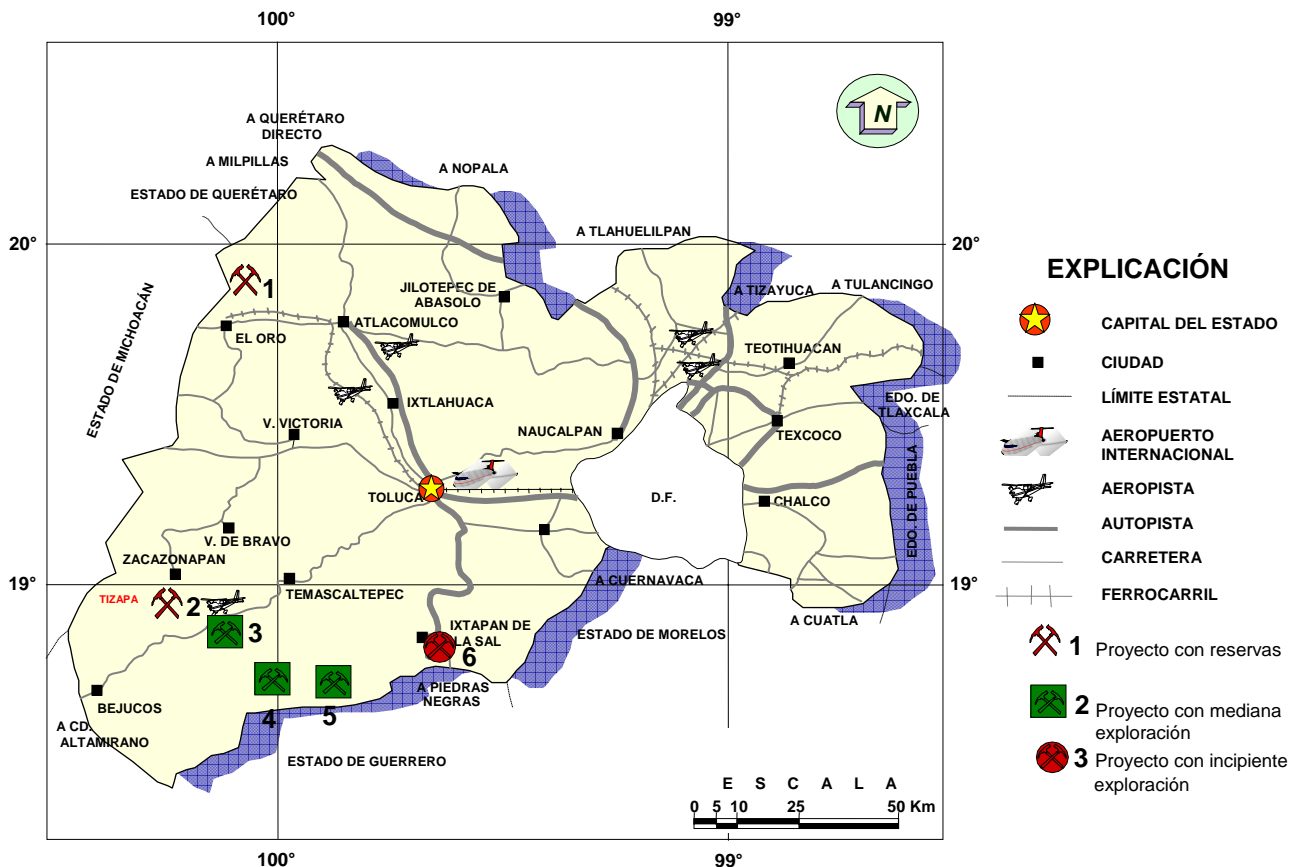 100°
99°
A QUERÉTARO
DIRECTO
N
A MILPILLAS
A NOPALA
ESTADO DE QUERÉTARO
A TLAHUELILPAN
20°
20°
EXPLICACIÓN
1
JILOTEPEC DE
ABASOLO
A TIZAYUCA
A TULANCINGO
ESTADO DE MICHOACÁN
ATLACOMULCO
CAPITAL DEL ESTADO
EL ORO
TEOTIHUACAN
CIUDAD
IXTLAHUACA
EDO. DE
TLAXCALA
LÍMITE ESTATAL
V. VICTORIA
NAUCALPAN
TEXCOCO
AEROPUERTO
INTERNACIONAL
TOLUCA
D.F.
CHALCO
EDO. DE PUEBLA
AEROPISTA
AUTOPISTA
V. DE BRAVO
ZACAZONAPAN
CARRETERA
19°
TEMASCALTEPEC
A CUERNAVACA
19°
FERROCARRIL
TIZAPA
2
3
A CUATLA
IXTAPAN DE
LA SAL
ESTADO DE MORELOS
6
1 Proyecto con reservas
A PIEDRAS
NEGRAS
BEJUCOS
4
5
2 Proyecto con mediana
exploración
A CD.
ALTAMIRANO
ESTADO DE GUERRERO
3 Proyecto con incipiente
exploración
E S C A L A
0 5 10 25 50 Km
100°
99°